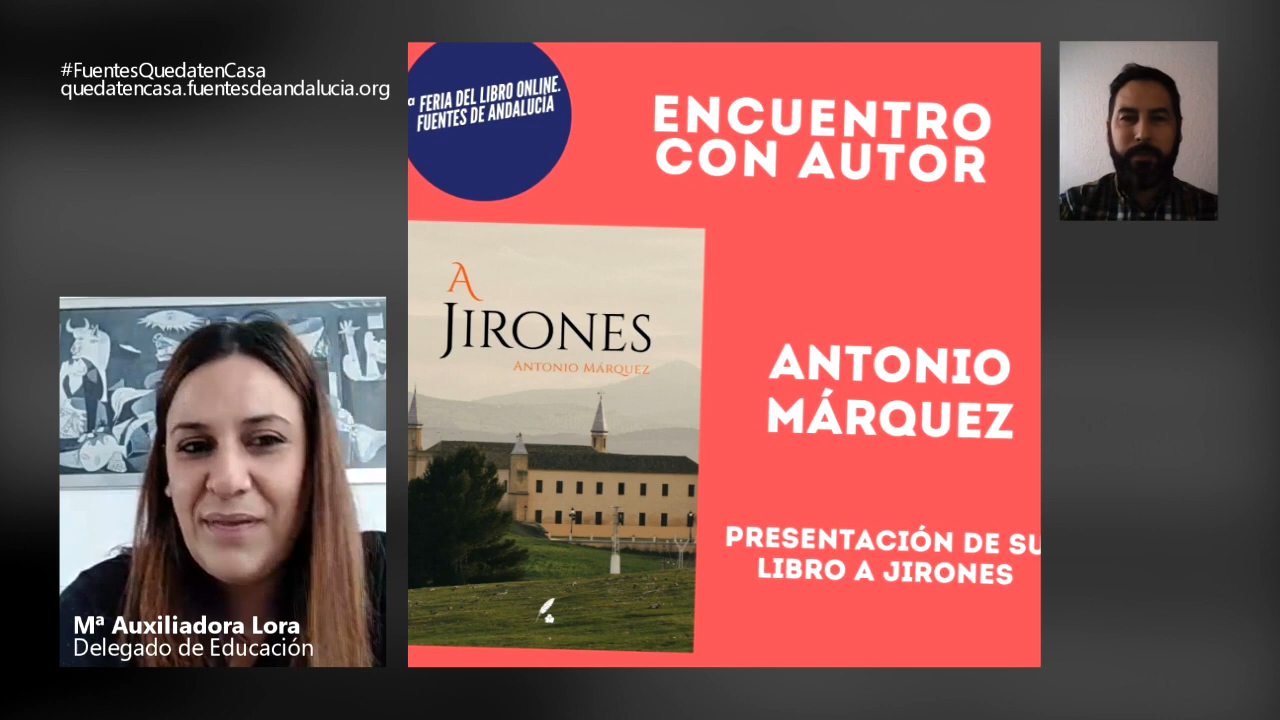 #FuentesQuedatenCasa
quedatencasa.fuentesdeandalucia.org
ª FERIA DEL LIBRO ONLINE.
FUENTES DE ANDALUCIA
ENCUENTRO
CON AUTOR
A
JIRONES
ANTONIO MÁRQUEZ
ANTONIO
MÁRQUEZ
PRESENTACIÓN DE SU
LIBRO A JIRONES
Mª Auxiliadora Lora
Delegado de Educación